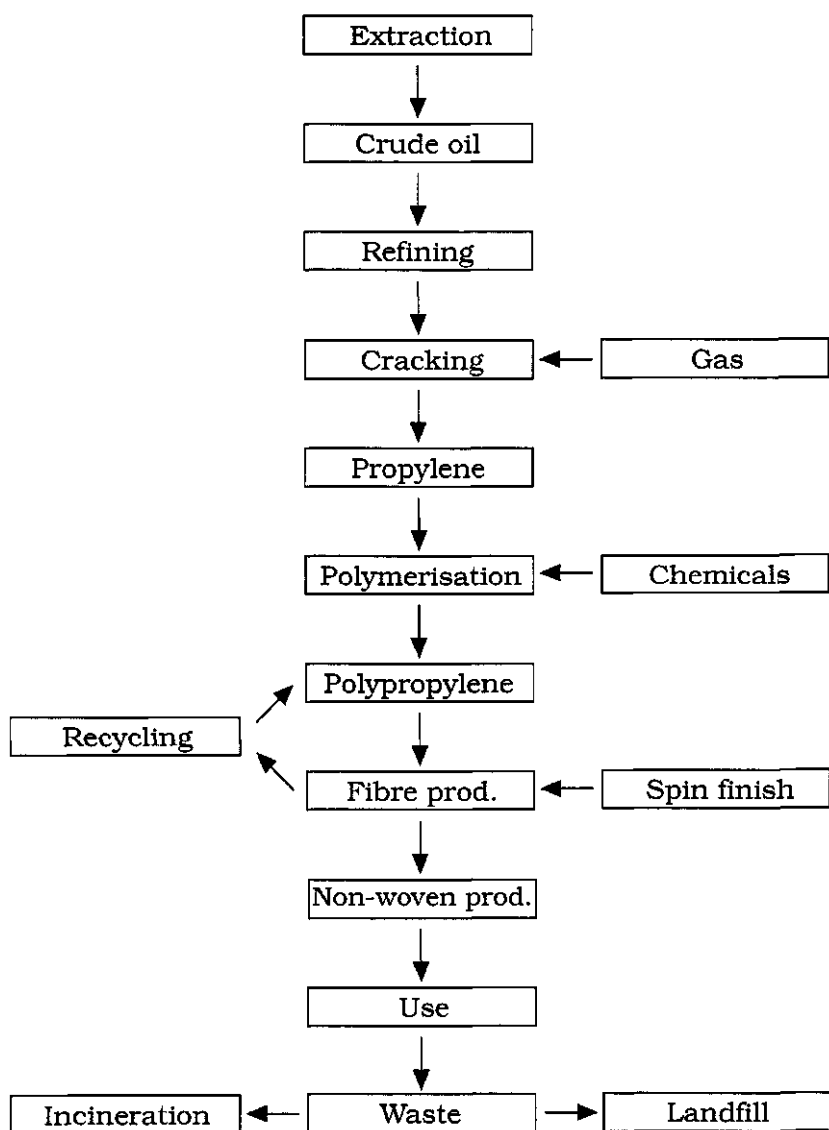 Extraction
Crude oil
Refining
Cracking
Gas
Propylene
Polymerisation
Chemicals
Polypropylene
Recycling
Fibre prod.
Spin finish
Non-woven prod.
Use
Incineration
Waste
Landfill